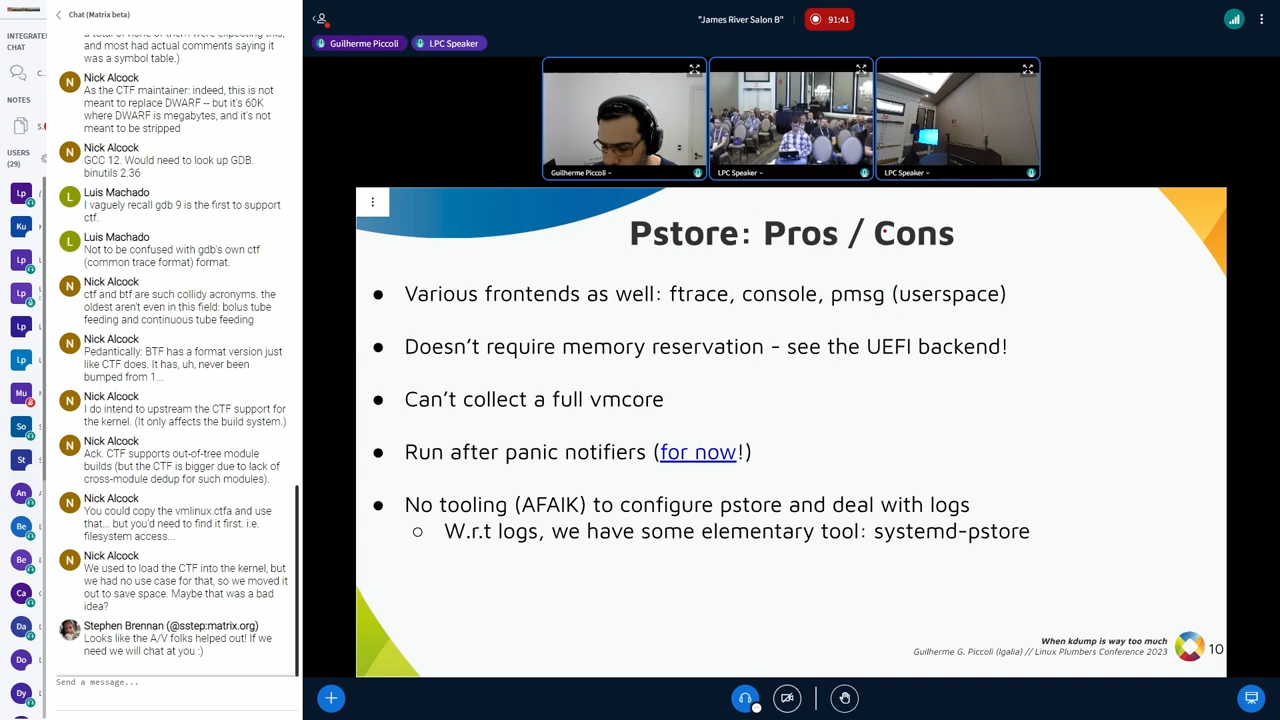 Chat (Matrix beta)
INTEGRATE
CHAT
C...
NOTES
S.
USERS
(29)
Lp
Ku
Lp
Lp
Lp
Lp
Mu
So
St
An
Be
Be
Ca
Da
Do
Dy
a total of none of them were expecting this,
and most had actual comments saying it
was a symbol table.)
N
Nick Alcock
As the CTF maintainer: indeed, this is not
meant to replace DWARF -- but it's 60K
where DWARF is megabytes, and it's not
meant to be stripped
N
Nick Alcock
GCC 12. Would need to look up GDB.
binutils 2.36
L
Luis Machado
I vaguely recall gdb 9 is the first to support
ctf.
L
Luis Machado
Not to be confused with gdb's own ctf
(common trace format) format.
N
Nick Alcock
ctf and btf are such collidy acronyms. the
oldest aren't even in this field: bolus tube
feeding and continuous tube feeding
N
Nick Alcock
Pedantically: BTF has a format version just
like CTF does. It has, uh, never been
bumped from 1...
N
Nick Alcock
I do intend to upstream the CTF support for
the kernel. (It only affects the build system.)
N
Nick Alcock
Ack. CTF supports out-of-tree module
builds (but the CTF is bigger due to lack of
cross-module dedup for such modules).
N
Nick Alcock
You could copy the vmlinux.ctfa and use
that... but you'd need to find it first. i.e.
filesystem access...
N
Nick Alcock
We used to load the CTF into the kernel, but
we had no use case for that, so we moved it
out to save space. Maybe that was a bad
idea?
Stephen Brennan (@sstep:matrix.org)
Looks like the A/V folks helped out! If we
need we will chat at you :)
Send a message...
"James River Salon B"
91:41
Guilherme Piccoli
LPC Speaker
Guilherme Piccoli
LPC Speaker
LPC Speaker
Pstore: Pros / Cons
● Various frontends as well: ftrace, console, pmsg (userspace)
● Doesn't require memory reservation - see the UEFI backend!
● Can't collect a full vmcore
● Run after panic notifiers (for now!)
● No tooling (AFAIK) to configure pstore and deal with logs
○ W.r.t logs, we have some elementary tool: systemd-pstore
When kdump is way too much
Guilherme G. Piccoli (Igalia) // Linux Plumbers Conference 2023
10